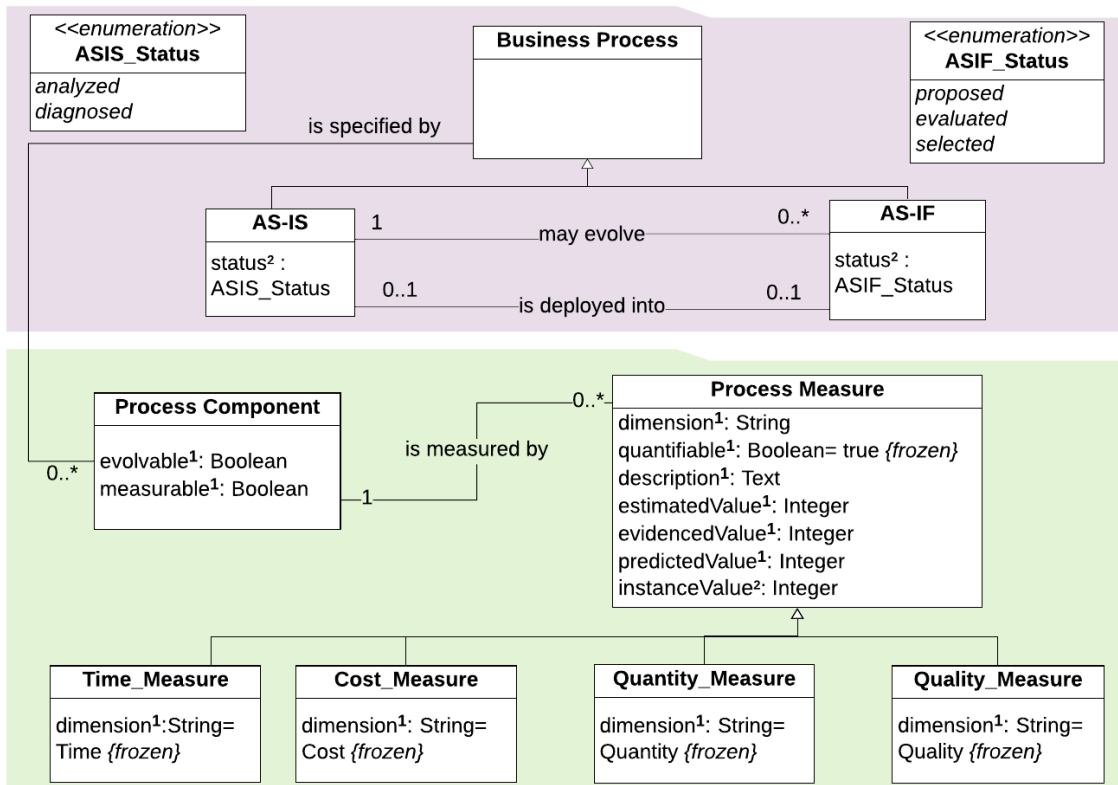 <<enumeration>>
ASIS_Status
analyzed
diagnosed
Business Process
<<enumeration>>
ASIF_Status
proposed
evaluated
selected
is specified by
AS-IS
status² :
ASIS_Status
1
may evolve
0..*
0..1
is deployed into
0..1
AS-IF
status² :
ASIF_Status
Process Component
evolvable¹: Boolean
measurable¹: Boolean
0..*
1
is measured by
0..*
Process Measure
dimension¹: String
quantifiable¹: Boolean= true {frozen}
description¹: Text
estimatedValue¹: Integer
evidencedValue¹: Integer
predictedValue¹: Integer
instanceValue²: Integer
Time_Measure
dimension¹:String=
Time {frozen}
Cost_Measure
dimension¹: String=
Cost {frozen}
Quantity_Measure
dimension¹: String=
Quantity {frozen}
Quality_Measure
dimension¹: String=
Quality {frozen}